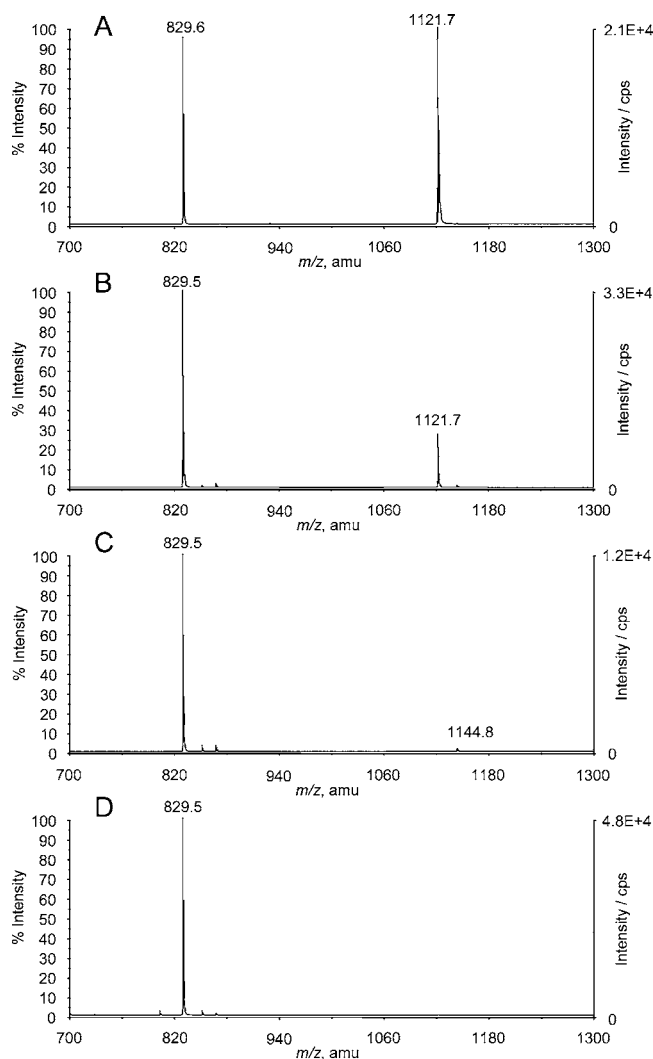 A
829.6
1121.7
2.1E+4
100
90
80
70
60
50
40
30
20
10
0
0
% Intensity
Intensity / cps
700 820 940 1060 1180 1300
m/z, amu
B
829.5
1121.7
3.3E+4
100
90
80
70
60
50
40
30
20
10
0
0
% Intensity
Intensity / cps
700 820 940 1060 1180 1300
m/z, amu
C
829.5
1144.8
1.2E+4
100
90
80
70
60
50
40
30
20
10
0
0
% Intensity
Intensity / cps
700 820 940 1060 1180 1300
m/z, amu
D
829.5
4.8E+4
100
90
80
70
60
50
40
30
20
10
0
0
% Intensity
Intensity / cps
700 820 940 1060 1180 1300
m/z, amu